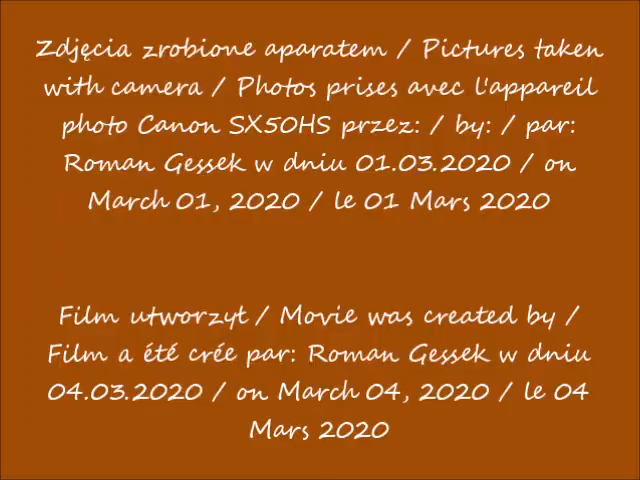 Zdjęcia zrobione aparatem / Pictures taken
with camera / Photos prises avec l'appareil
photo Canon SX50HS przez: / by: / par:
Roman Gessek w dniu 01.03.2020 / on
March 01, 2020 / le 01 Mars 2020
Film utworzył / Movie was created by /
Film a été crée par: Roman Gessek w dniu
04.03.2020 / on March 04, 2020 / le 04
Mars 2020